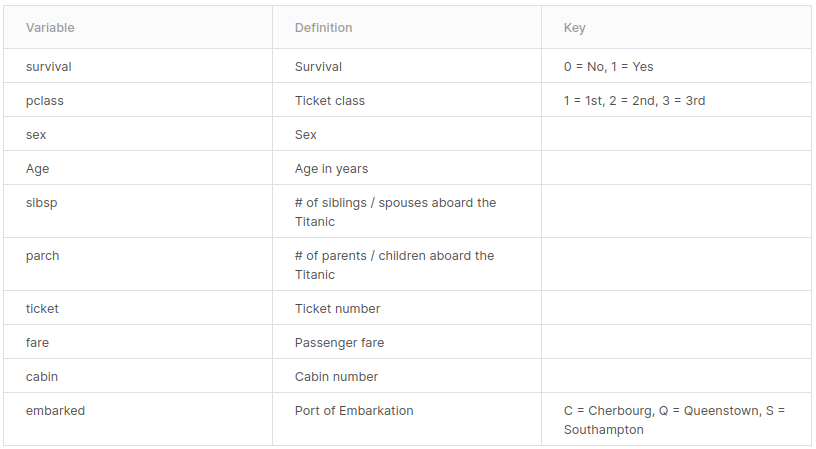 Variable Definition Key
survival Survival 0 = No, 1 = Yes
pclass Ticket class 1 = 1st, 2 = 2nd, 3 = 3rd
sex Sex
Age Age in years
sibsp # of siblings / spouses aboard the
Titanic
parch # of parents / children aboard the
Titanic
ticket Ticket number
fare Passenger fare
cabin Cabin number
embarked Port of Embarkation C = Cherbourg, Q = Queenstown, S =
Southampton